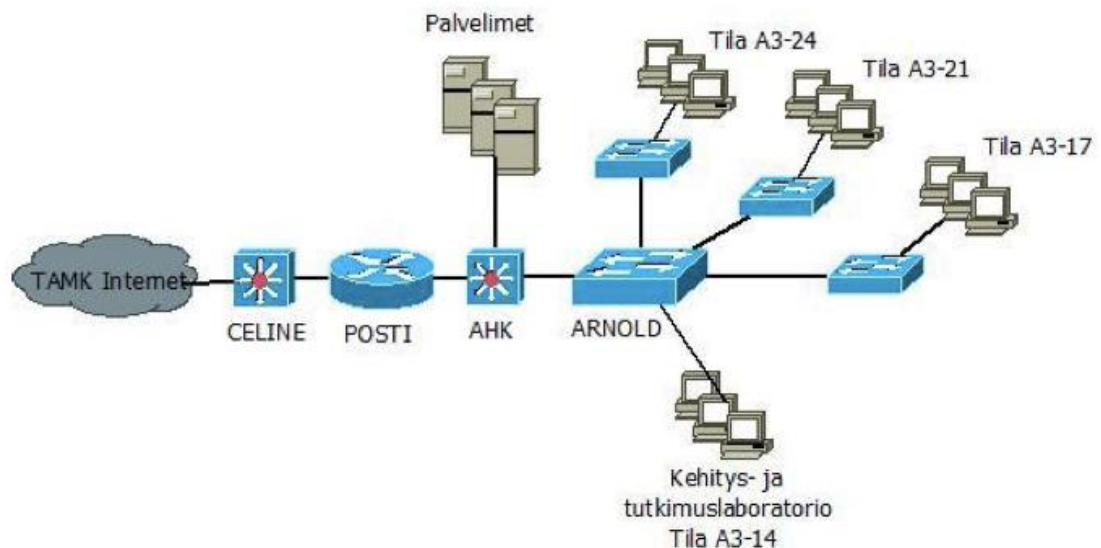 Palvelimet
Tila A3-24
Tila A3-21
Tila A3-17
TAMK Internet
CELINE
POSTI
AHK
ARNOLD
Kehitys- ja
tutkimuslaboratorio
Tila A3-14